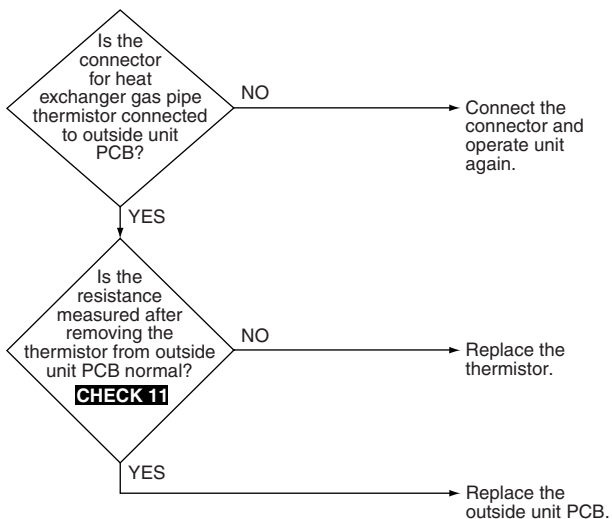 Is the
connector
for heat
exchanger gas pipe
thermistor connected
to outside unit
PCB?
NO
Connect the
connector and
operate unit
again.
YES
Is the
resistance
measured after
removing the
thermistor from outside
unit PCB normal?
CHECK 11
NO
Replace the
thermistor.
YES
Replace the
outside unit PCB.